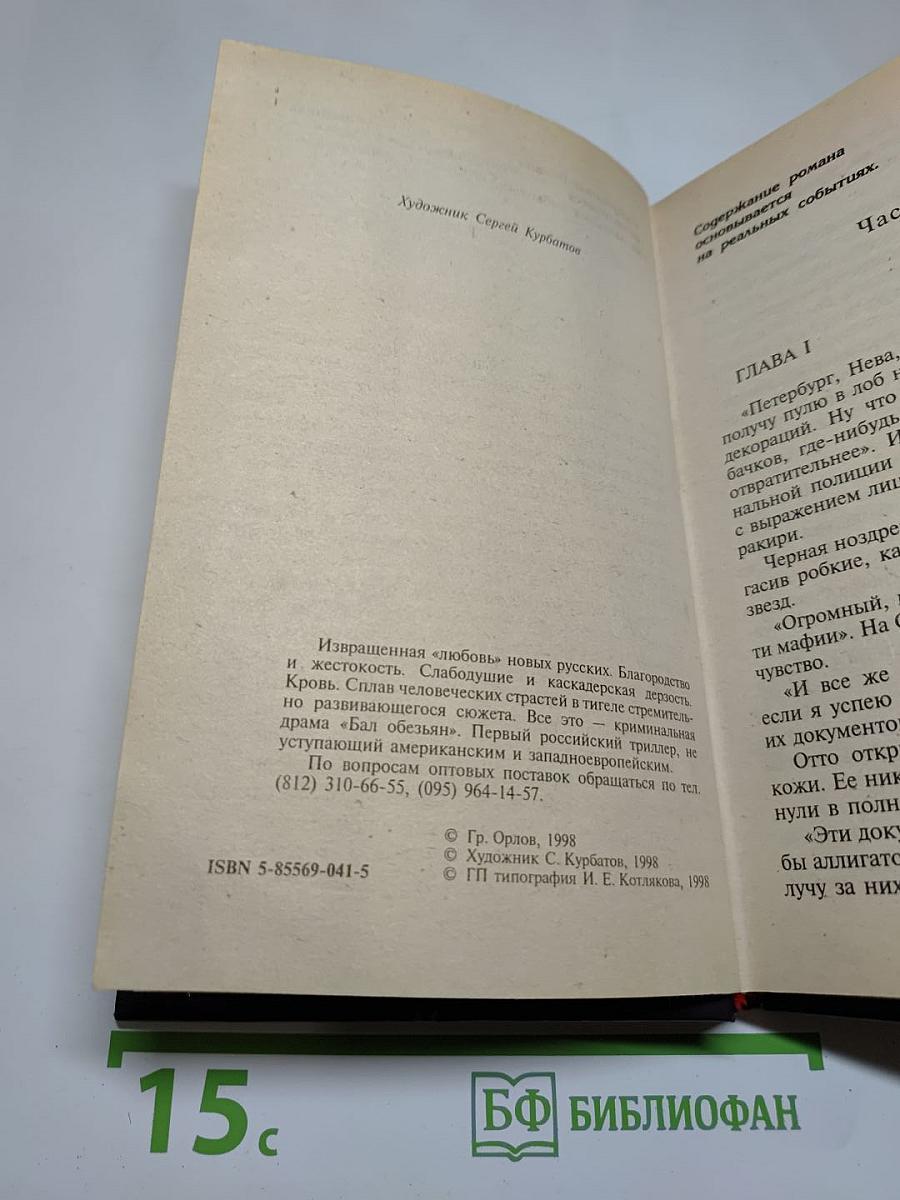 Художник Сергей Курбатов
Извращенная «любовь» новых русских. Благородство
и жестокость. Слабодушие и каскадерская дерзость.
Кровь. Сплав человеческих страстей в тигеле стремитель-
но развивающегося сюжета. Все это — криминальная
драма «Бал обезьян». Первый российский триллер, не
уступающий американским и западноевропейским.
По вопросам оптовых поставок обращаться по тел.
(812) 310-66-55, (095) 964-14-57.
© Гр. Орлов, 1998
© Художник С. Курбатов, 1998
© ГП типография И. Е. Котлякова, 1998
ISBN 5-85569-041-5
Содержание романа
основывается
на реальных событиях.
Час
ГЛАВА I
«Петербург, Нева,
получу пулю в лоб н
декораций. Ну что
бачков, где-нибудь
отвратительнее». И
нальной полиции
с выражением лиц
ракири.
Черная ноздре
гасив робкие, ка
звезд.
«Огромный,
ти мафии». На С
чувство.
«И все же
если я успею
их документо
Отто откр
кожи. Ее ник
нули в полн
«Эти доку
бы аллигато
лучу за них
15 с
БФ БИБЛИОФАН